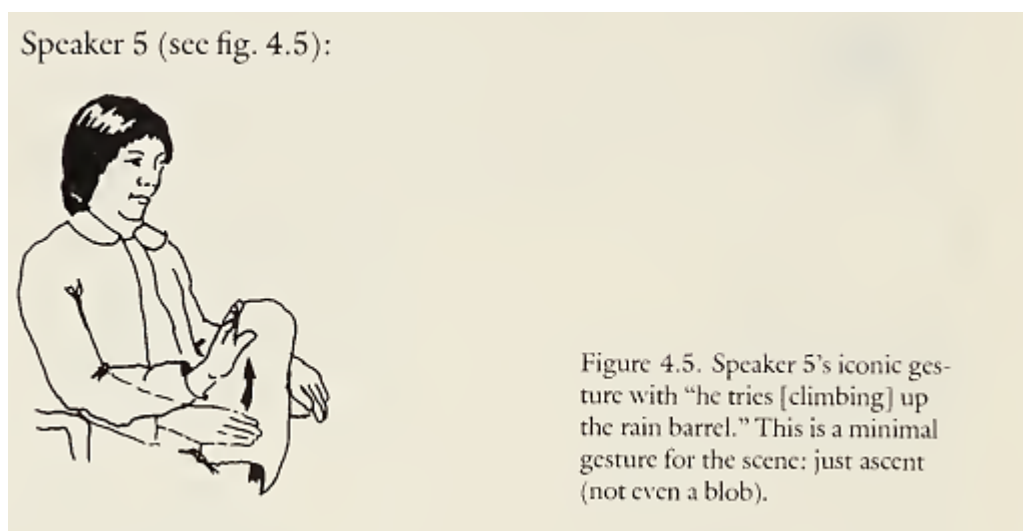 Speaker 5 (see fig. 4.5):
Figure 4.5. Speaker 5's iconic ges-
ture with “he tries [climbing] up
the rain barrel.” This is a minimal
gesture for the scene: just ascent
(not even a blob).